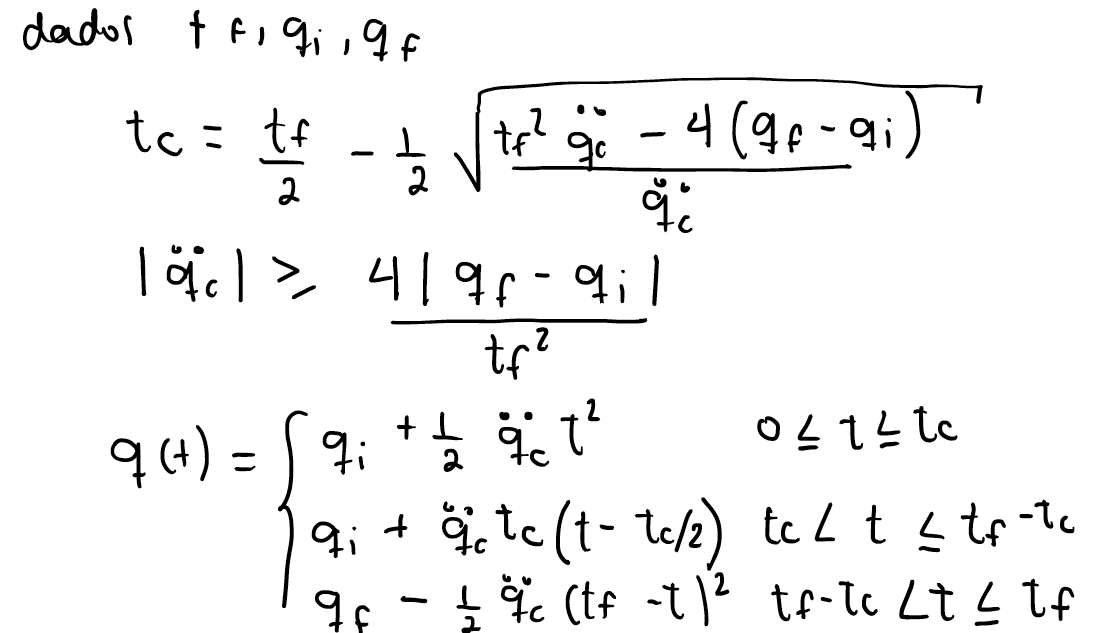 dados tf, qi, qf
tc = tf/2 - 1/2 √((tf² q̈c - 4(qf - qi))/q̈c)
|q̈c| ≥ 4|qf - qi|/tf²
q(t) = { qi + 1/2 q̈c t² 0 ≤ t ≤ tc
qi + q̈c tc (t - tc/2) tc < t ≤ tf - tc
qf - 1/2 q̈c (tf - t)² tf - tc < t ≤ tf